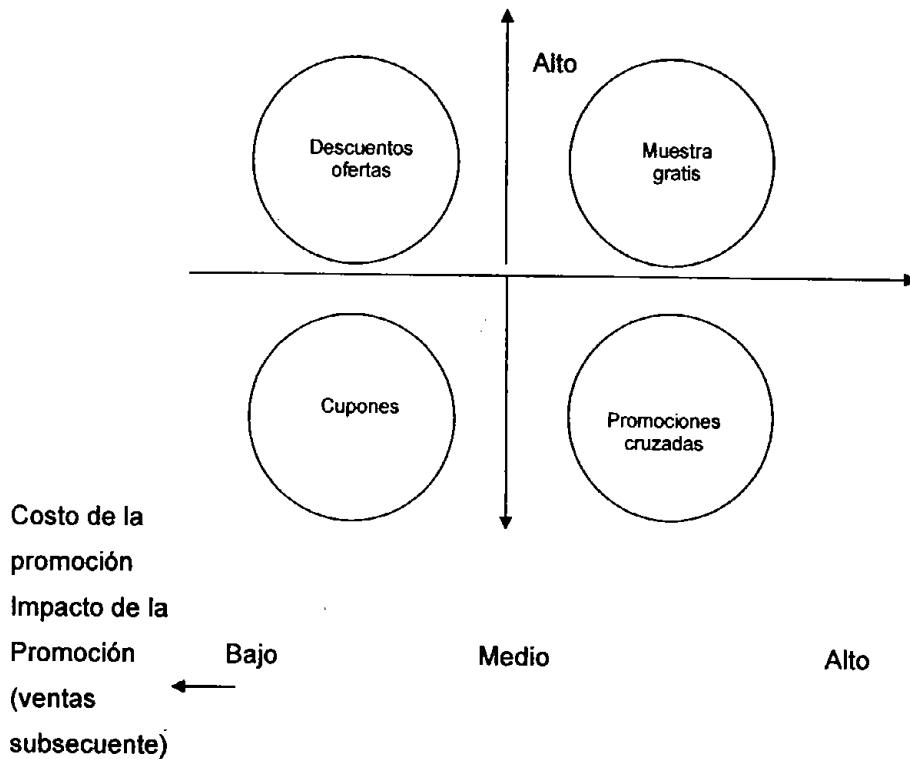 Alto
Descuentos
ofertas
Muestra
gratis
Cupones
Promociones
cruzadas
Costo de la
promoción
Impacto de la
Promoción
(ventas
subsecuente)
Bajo
Medio
Alto